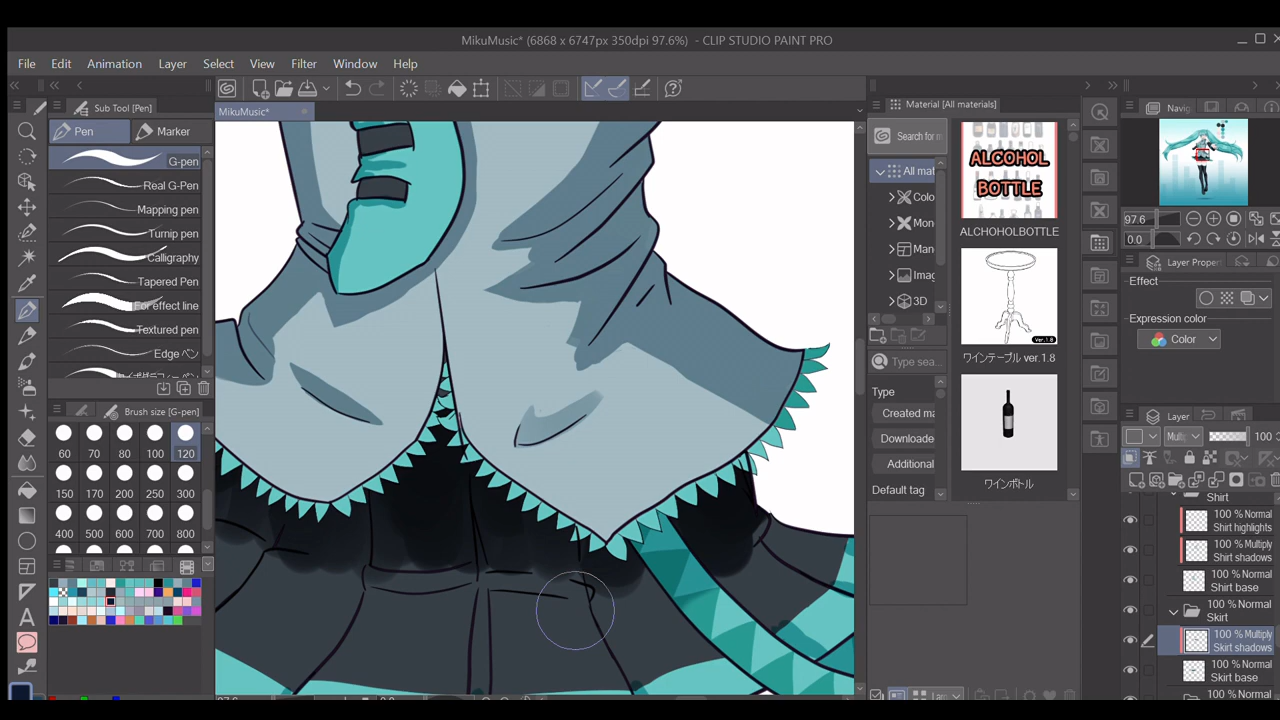 MikuMusic* (6868 x 6747px 350dpi 97.6%) - CLIP STUDIO PAINT PRO
File Edit Animation Layer Select View Filter Window Help
Sub Tool [Pen]
Pen Marker
G-pen
Real G-Pen
Mapping pen
Turnip pen
Calligraphy
Tapered Pen
For effect line
Textured pen
Edge ペン
Brush size [G-pen]
60 70 80 100 120
150 170 200 250 300
400 500 600 700 800
MikuMusic*
Material [All materials]
Search for m
All mat
Colo
Mon
Man
Imag
3D
Type sea
Type
Created ma
Downloade
Additional
Default tag
ALCOHOL
BOTTLE
ALCHOHOLBOTTLE
Ver.1.8
ワインテーブル ver.1.8
ワインボトル
Navig
97.6
0.0
Layer Proper
Effect
Expression color
Color
Layer
Multip 100
Shirt
100 % Normal
Shirt highlights
100 % Multiply
Shirt shadows
100 % Normal
Shirt base
100 % Normal
Skirt
100 % Multiply
Skirt shadows
100 % Normal
Skirt base
100 % Normal